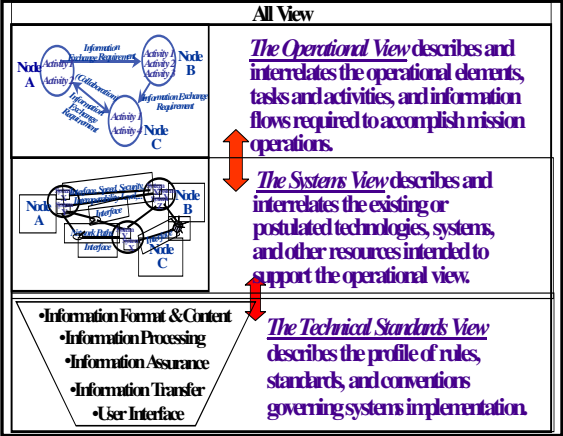 All View
Information
Exchange Requirement
Node
A
Activity 1
Activity 2
Activity 1
Activity 2
Activity 3
Node
B
(Collaboration)
Information
Exchange
Requirement
Information Exchange
Requirement
Activity 1
Activity 4
Node
C
The Operational View describes and
interrelates the operational elements,
tasks and activities, and information
flows required to accomplish mission
operations.
Node
A
Interface, Speed, Security,
Interface
Node
B
Interface
Node
C
The Systems View describes and
interrelates the existing or
postulated technologies, systems,
and other resources intended to
support the operational view.
•Information Format & Content
•Information Processing
•Information Assurance
•Information Transfer
•User Interface
The Technical Standards View
describes the profile of rules,
standards, and conventions
governing systems implementation.